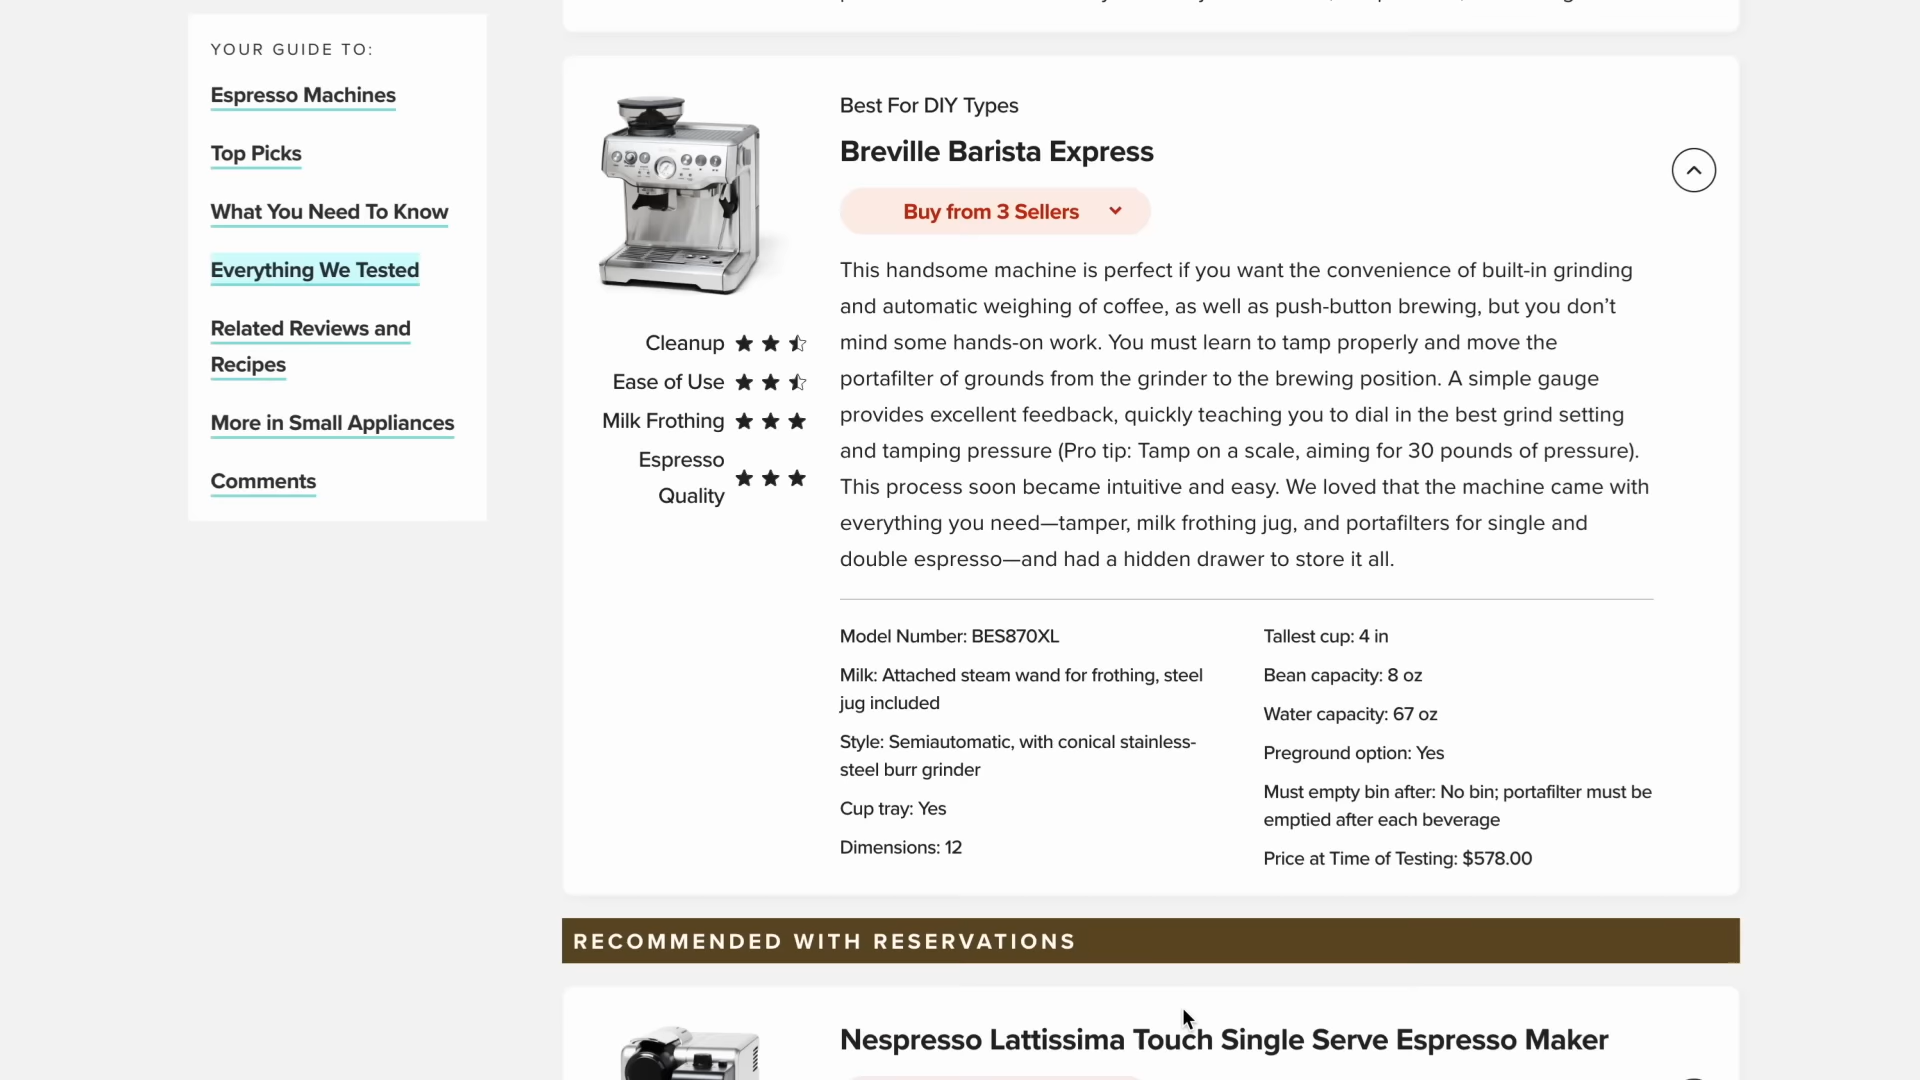 YOUR GUIDE TO:
Espresso Machines
Top Picks
What You Need To Know
Everything We Tested
Related Reviews and
Recipes
More in Small Appliances
Comments
Best For DIY Types
Breville Barista Express
Buy from 3 Sellers
Cleanup
Ease of Use
Milk Frothing
Espresso
Quality
This handsome machine is perfect if you want the convenience of built-in grinding
and automatic weighing of coffee, as well as push-button brewing, but you don’t
mind some hands-on work. You must learn to tamp properly and move the
portafilter of grounds from the grinder to the brewing position. A simple gauge
provides excellent feedback, quickly teaching you to dial in the best grind setting
and tamping pressure (Pro tip: Tamp on a scale, aiming for 30 pounds of pressure).
This process soon became intuitive and easy. We loved that the machine came with
everything you need—tamper, milk frothing jug, and portafilters for single and
double espresso—and had a hidden drawer to store it all.
Model Number: BES870XL
Milk: Attached steam wand for frothing, steel
jug included
Style: Semiautomatic, with conical stainless-
steel burr grinder
Cup tray: Yes
Dimensions: 12
Tallest cup: 4 in
Bean capacity: 8 oz
Water capacity: 67 oz
Preground option: Yes
Must empty bin after: No bin; portafilter must be
emptied after each beverage
Price at Time of Testing: $578.00
RECOMMENDED WITH RESERVATIONS
Nespresso Lattissima Touch Single Serve Espresso Maker